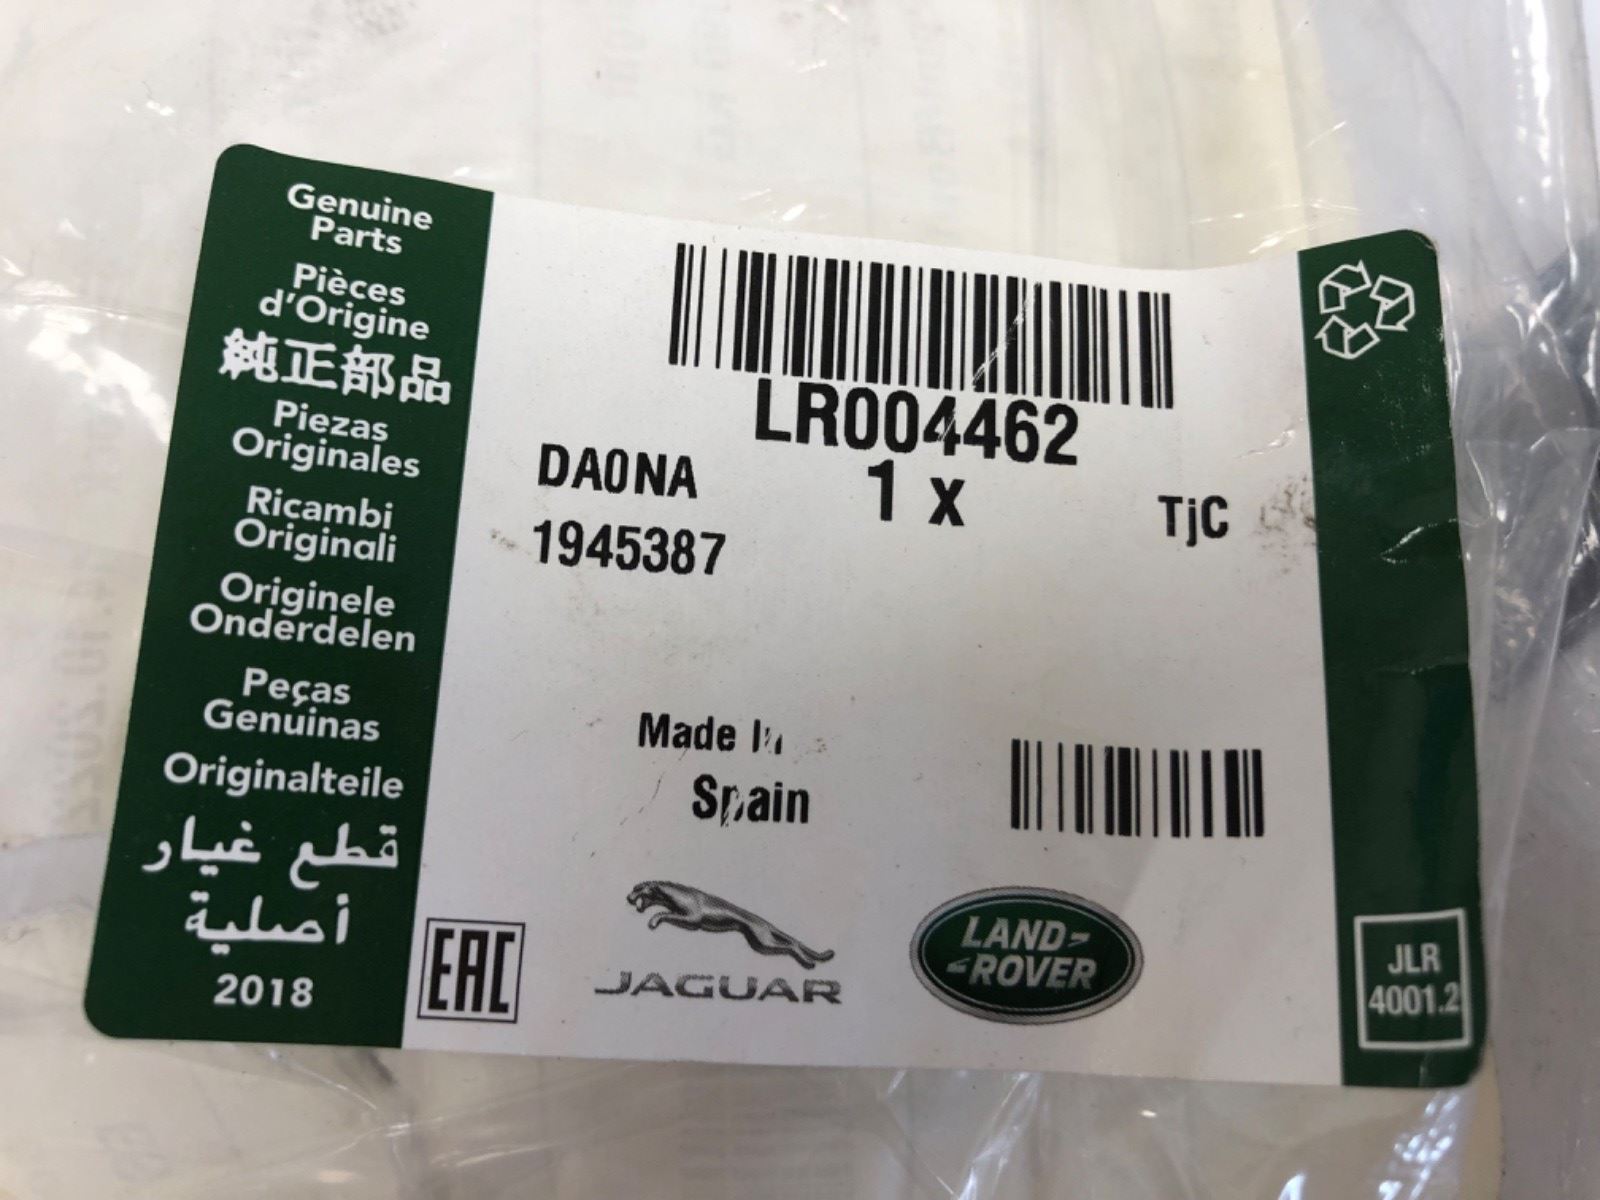 Genuine
Parts
Pièces
d'Origine
純正部品
Piezas
Originales
Ricambi
Originali
Originele
Onderdelen
Peças
Genuinas
Originalteile
قطع غيار
أصلية
2018
LR004462
DA0NA
1 x
TjC
1945387
Made In
Spain
EAC
JAGUAR
LAND-
-ROVER
JLR
4001.2